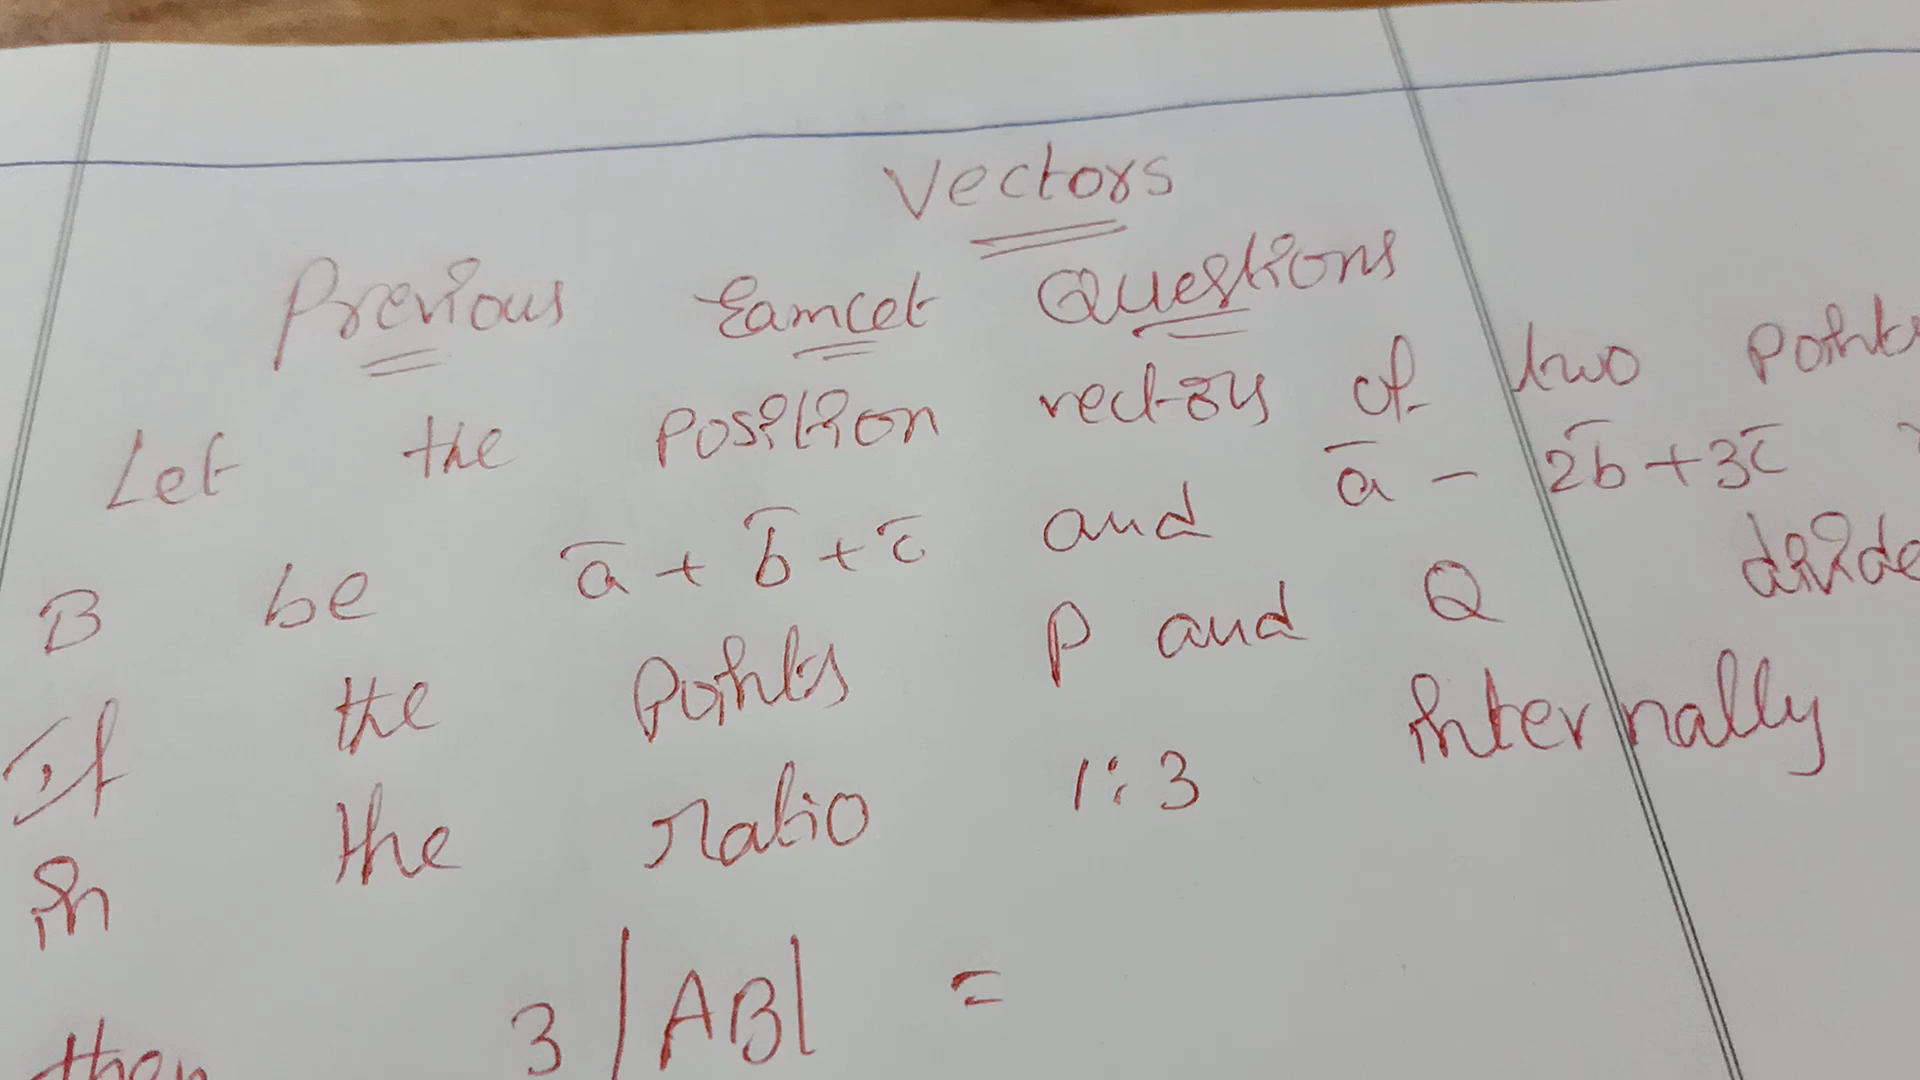 Vectors
Previous Eamcet Questions
Let the position vectors of two points
B be a̅ + b̅ + c̅ and a̅ - 2b̅ + 3c̅
If the points P and Q divide
in the ratio 1:3 internally
then 3 |AB| =